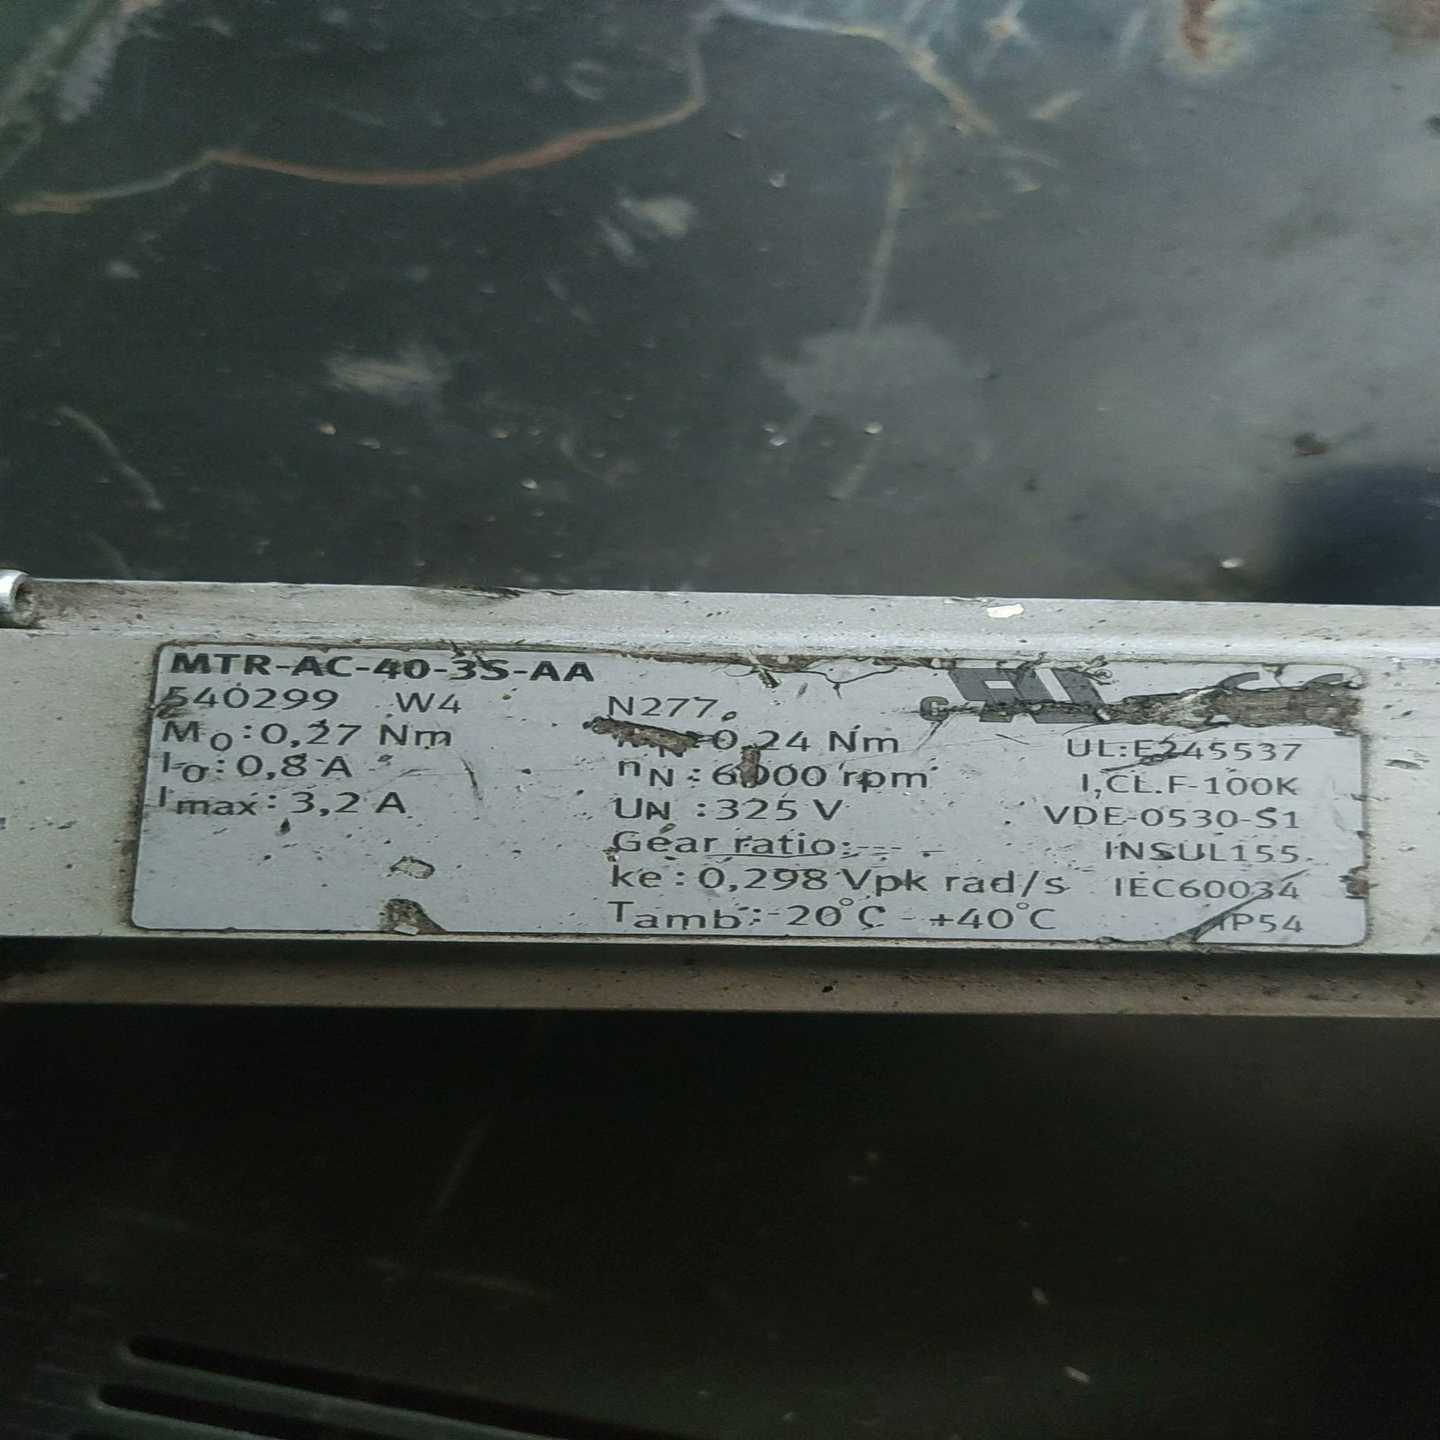 MTR-AC-40-3S-AA
540299 W4 N277
M0:0,27 Nm
I0:0,8 A
Imax:3,2 A
N:0,24 Nm
nN:6000 rpm
UN:325 V
Gear ratio:---
ke:0,298 Vpk rad/s
Tamb:-20°C - +40°C
UL:E245537
I,CL.F-100K
VDE-0530-S1
INSUL155
IEC60034
IP54